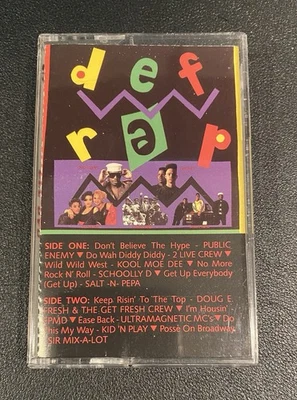 def
rap
SIDE ONE: Don't Believe The Hype - PUBLIC
ENEMY ▼ Do Wah Diddy Diddy - 2 LIVE CREW ▼
Wild Wild West - KOOL MOE DEE ▼ No More
Rock N' Roll - SCHOOLLY D ▼ Get Up Everybody
(Get Up) - SALT -N- PEPA
SIDE TWO: Keep Risin' To The Top - DOUG E.
FRESH & THE GET FRESH CREW ▼ I'm Housin' -
EPMD ▼ Ease Back - ULTRAMAGNETIC MC's ▼ Do
This My Way - KID 'N PLAY ▼ Posse On Broadway
SIR MIX-A-LOT